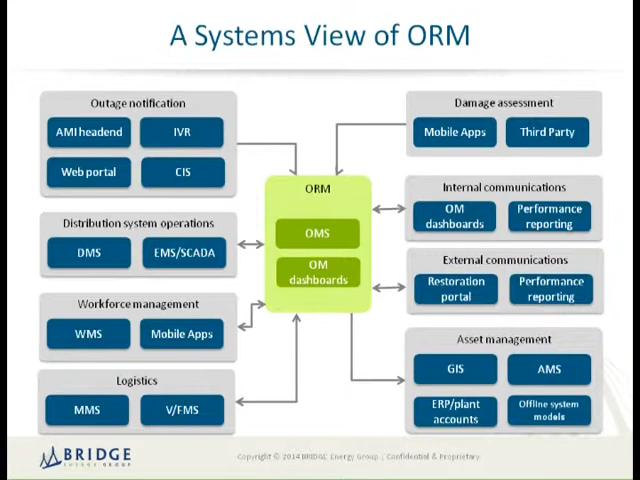 A Systems View of ORM
Outage notification
AMI headend
IVR
Web portal
CIS
Distribution system operations
DMS
EMS/SCADA
Workforce management
WMS
Mobile Apps
Logistics
MMS
V/FMS
ORM
OMS
OM
dashboards
Damage assessment
Mobile Apps
Third Party
Internal communications
OM
dashboards
Performance
reporting
External communications
Restoration
portal
Performance
reporting
Asset management
GIS
AMS
ERP/plant
accounts
Offline system
models
BRIDGE
ENERGY GROUP
Copyright © 2014 BRIDGE Energy Group | Confidential & Proprietary